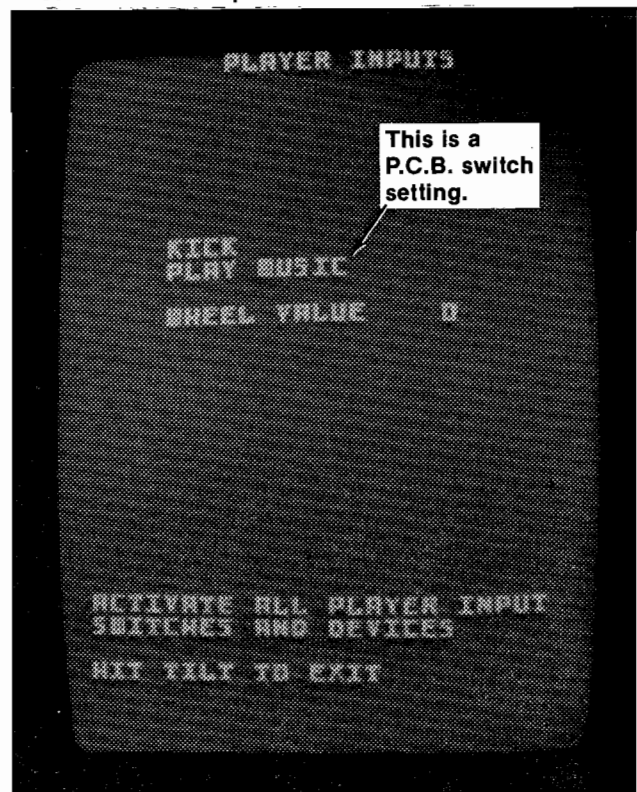 PLAYER INPUTS
This is a
P.C.B. switch
setting.
KICK
PLAY MUSIC
WHEEL VALUE 0
ACTIVATE ALL PLAYER INPUT
SWITCHES AND DEVICES
HIT TILT TO EXIT